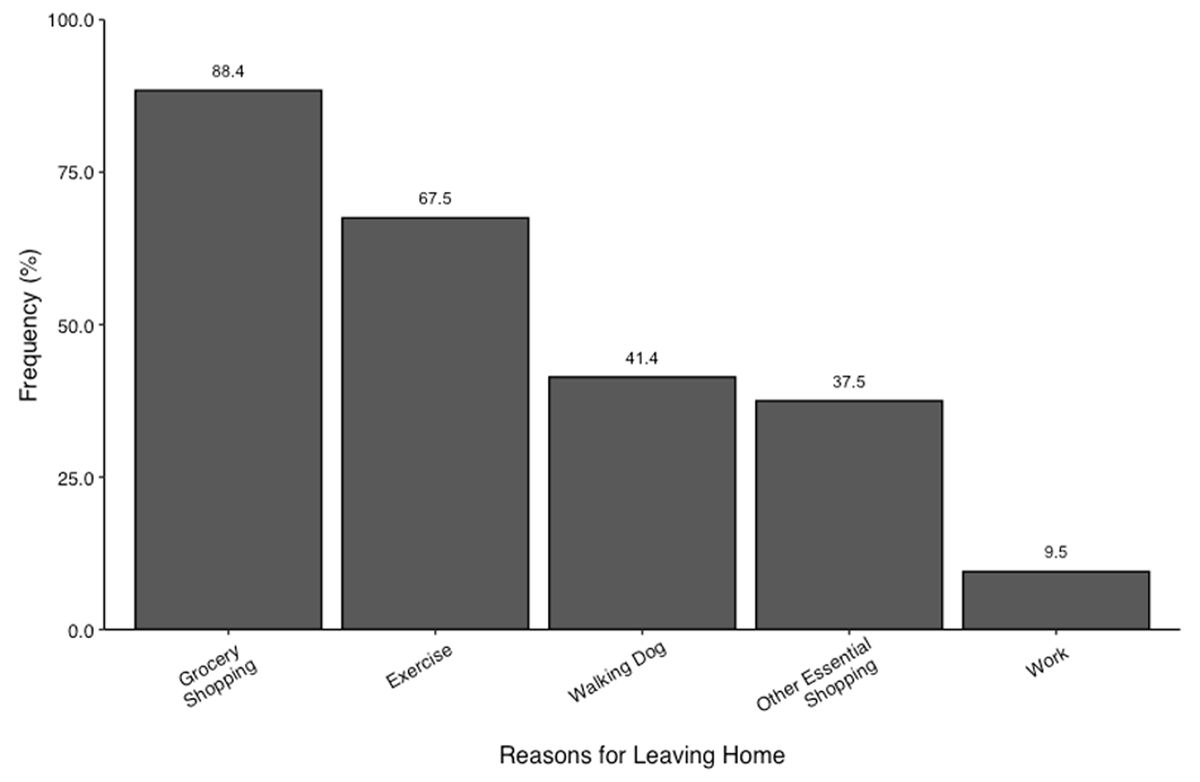 100.0
75.0
50.0
25.0
0.0
Frequency (%)
88.4
67.5
41.4
37.5
9.5
Grocery
Shopping
Exercise
Walking Dog
Other Essential
Shopping
Work
Reasons for Leaving Home